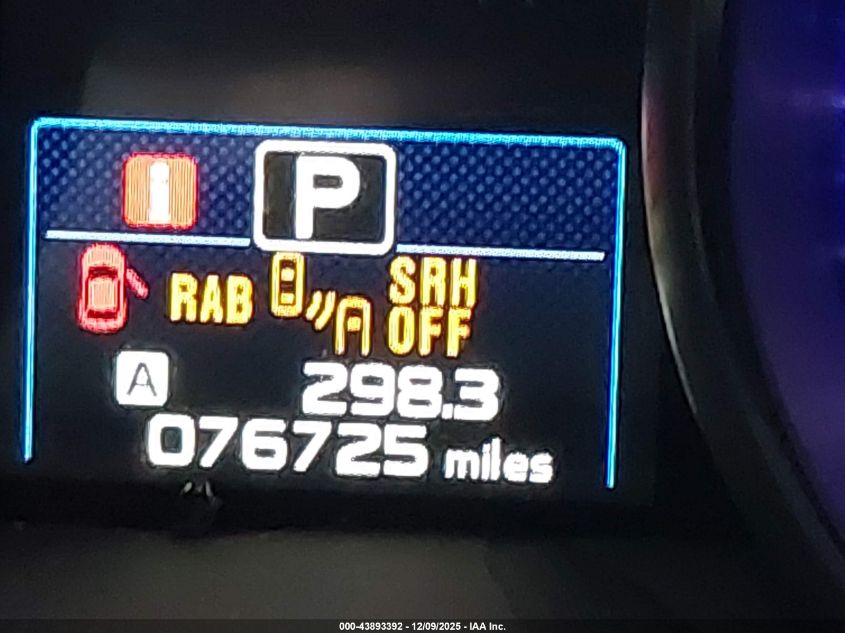 i P
RAB SRH
OFF
A 298.3
076725 miles
000-43893392 - 12/09/2025 - IAA Inc.